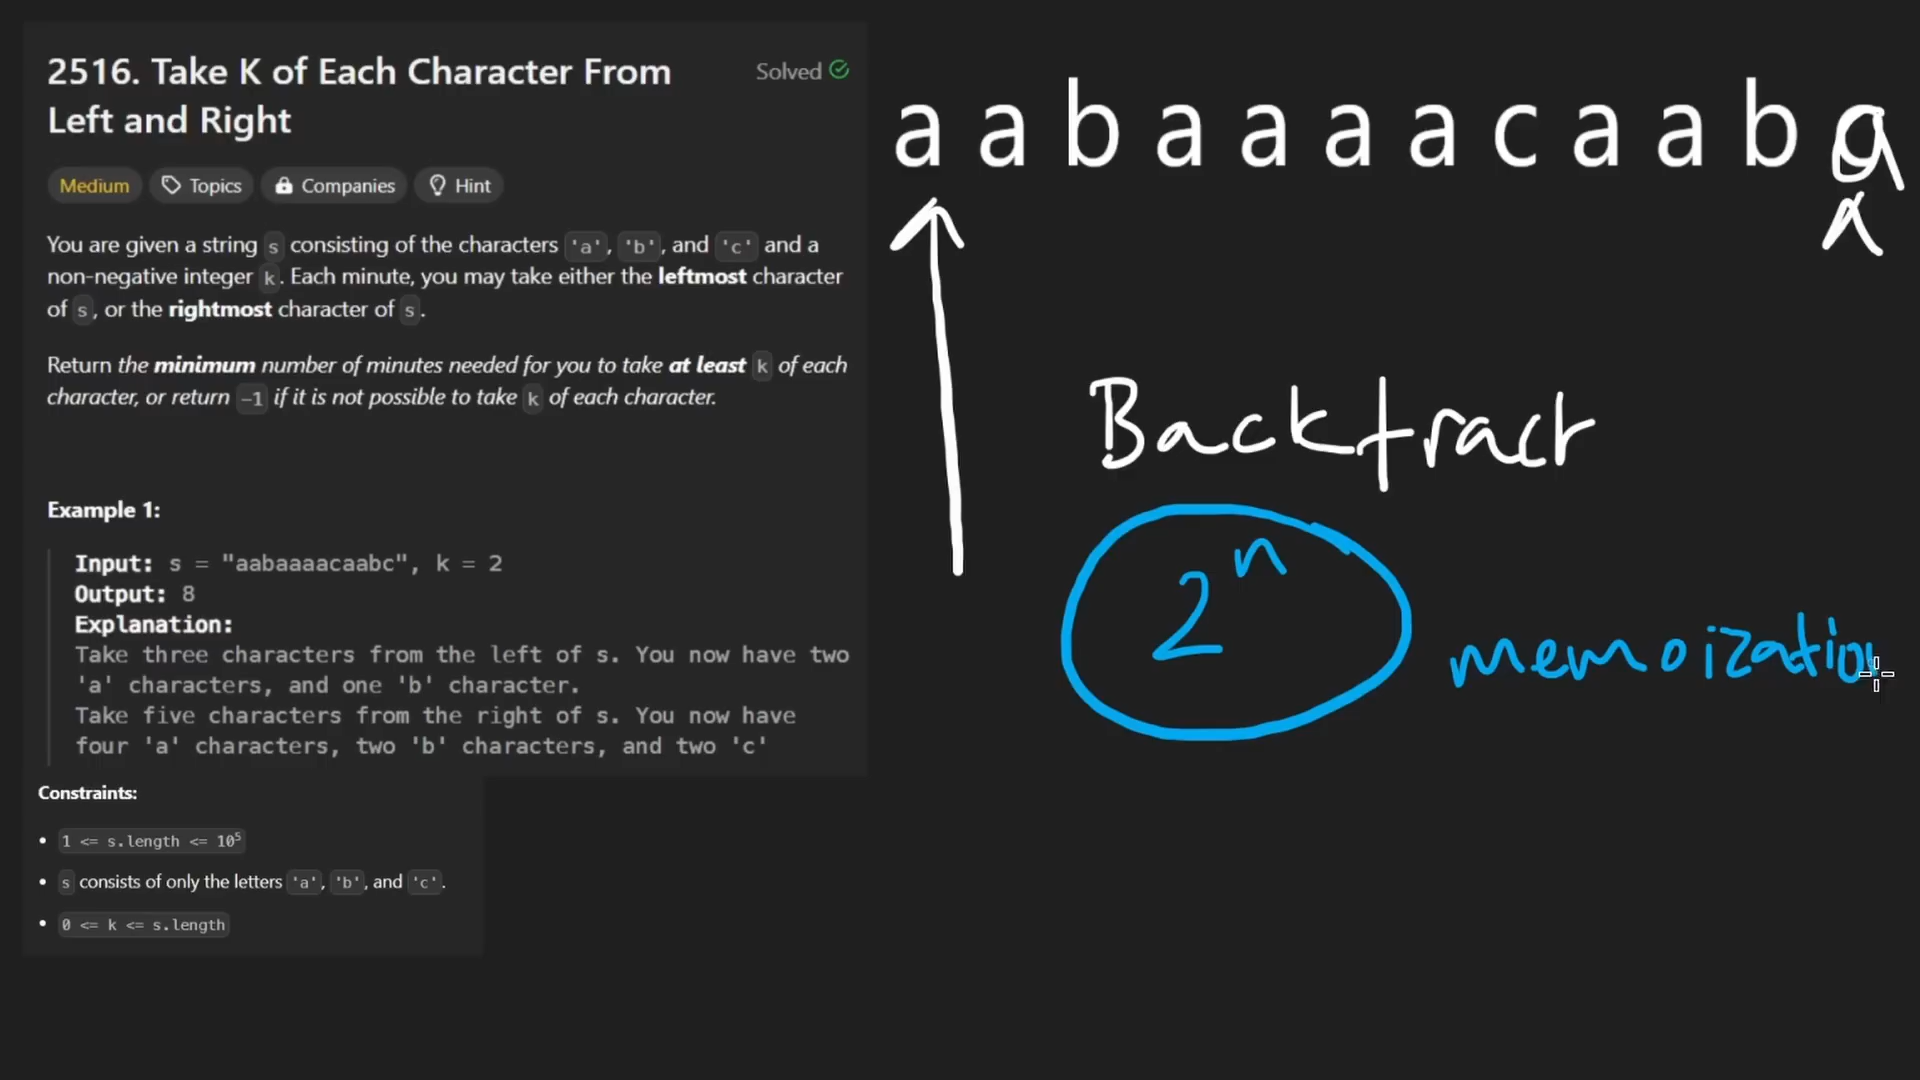 2516. Take K of Each Character From
Left and Right
Solved
Medium Topics Companies Hint
You are given a string s consisting of the characters 'a', 'b', and 'c' and a
non-negative integer k. Each minute, you may take either the leftmost character
of s, or the rightmost character of s.
Return the minimum number of minutes needed for you to take at least k of each
character, or return -1 if it is not possible to take k of each character.
Example 1:
Input: s = "aabaaaacaabc", k = 2
Output: 8
Explanation:
Take three characters from the left of s. You now have two
'a' characters, and one 'b' character.
Take five characters from the right of s. You now have
four 'a' characters, two 'b' characters, and two 'c'
Constraints:
1 <= s.length <= 10⁵
s consists of only the letters 'a', 'b', and 'c'.
0 <= k <= s.length
a a b a a a a c a a b a
Backtract
2ⁿ
memoization